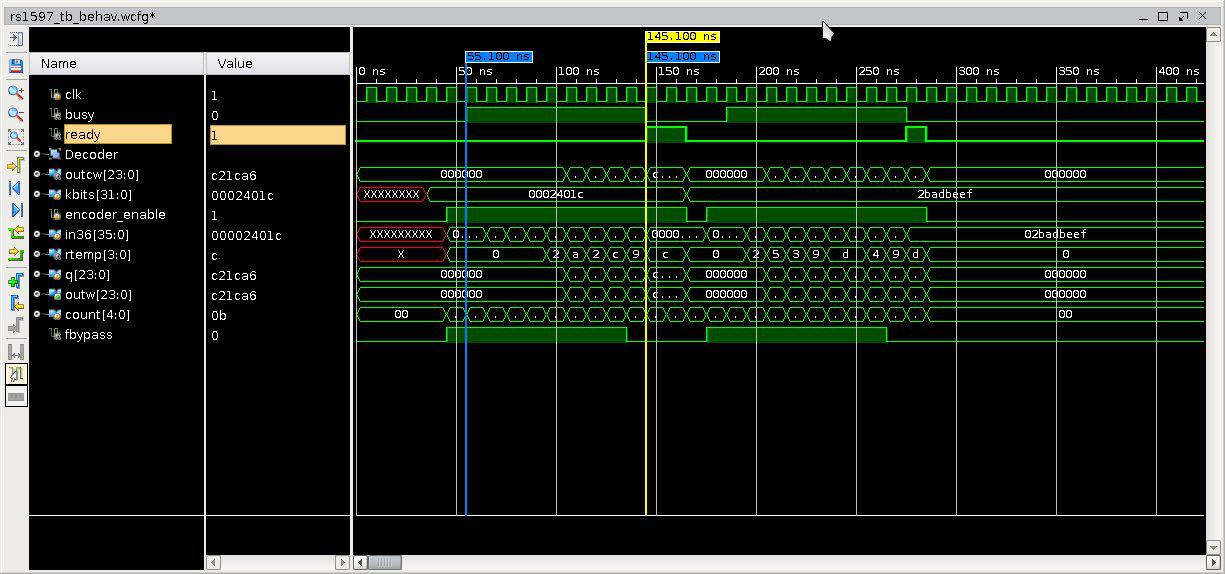 rs1597_tb_behav.wcfg*
145.100 ns
55.100 ns 145.100 ns
Name Value
0 ns 50 ns 100 ns 150 ns 200 ns 250 ns 300 ns 350 ns 400 ns
clk 1
busy 0
ready 1
Decoder
outcw[23:0] c21ca6 000000 . . . . c... 000000 . . . . . . . . 000000
kbits[31:0] 0002401c XXXXXXXX 0002401c 2badbeef
encoder_enable 1
in36[35:0] 00002401c XXXXXXXXX 0... . . . . . . . . 0000... 0... . . . . . . . . 02badbeef
rtemp[3:0] c X 0 2 a 2 c 9 c 0 2 5 3 9 d 4 9 d 0
q[23:0] c21ca6 000000 . . . . c... 000000 . . . . . . . . 000000
outw[23:0] c21ca6 000000 . . . . c... 000000 . . . . . . . . 000000
count[4:0] 0b 00 . . . . . . . . . . . . . . . . . . . . . . . . 00
fbypass 0